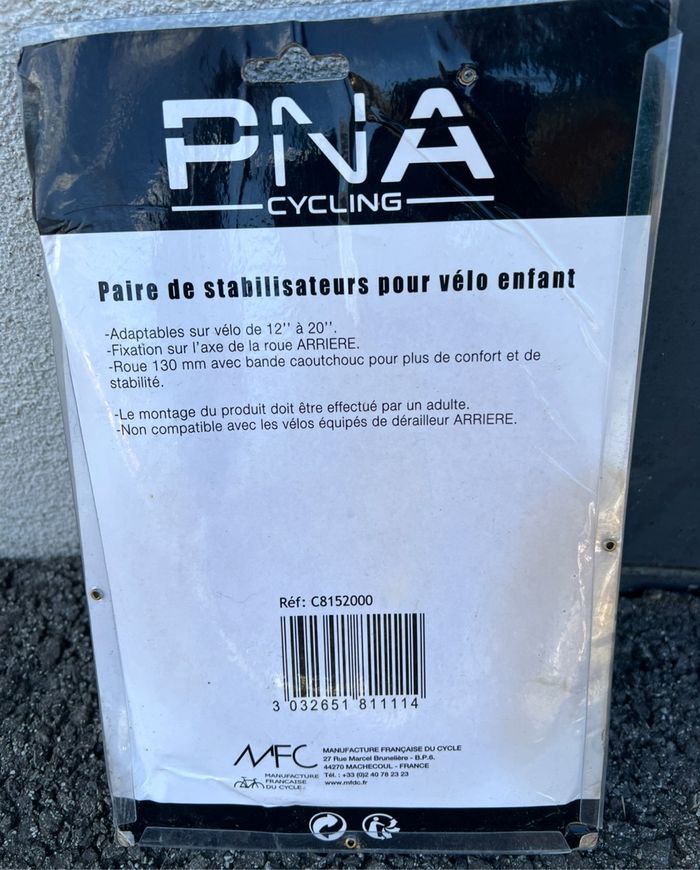 PNA
CYCLING
Paire de stabilisateurs pour vélo enfant
-Adaptables sur vélo de 12'' à 20''.
-Fixation sur l'axe de la roue ARRIERE.
-Roue 130 mm avec bande caoutchouc pour plus de confort et de
stabilité.
-Le montage du produit doit être effectué par un adulte.
-Non compatible avec les vélos équipés de dérailleur ARRIERE.
Réf: C8152000
3 032651 811114
MFC
MANUFACTURE
FRANCAISE
DU CYCLE
MANUFACTURE FRANÇAISE DU CYCLE
27 Rue Marcel Brunelière - B.P.6.
44270 MACHECOUL - FRANCE
Tél. : +33 (0)2 40 78 23 23
www.mfdc.fr